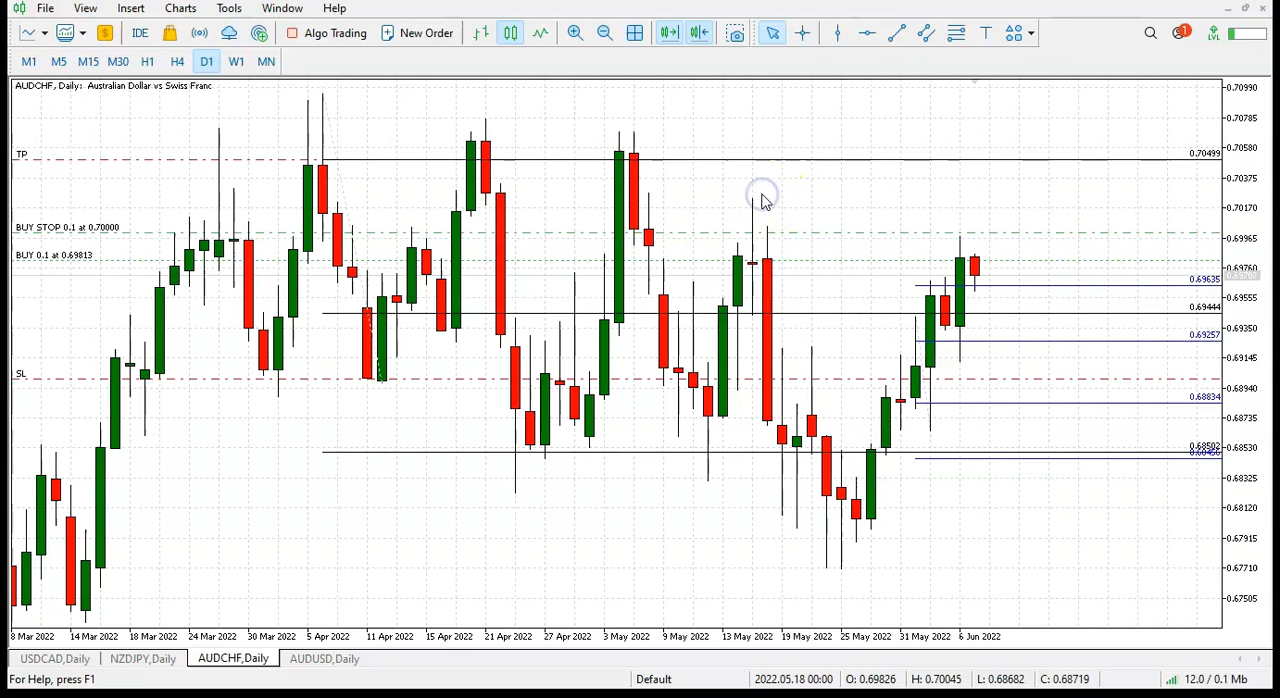 File View Insert Charts Tools Window Help
IDE Algo Trading New Order 1 LVL
M1 M5 M15 M30 H1 H4 D1 W1 MN
AUDCHF, Daily: Australian Dollar vs Swiss Franc
0.70990
0.70785
0.70580
TP 0.70499
0.70375
0.70170
BUY STOP 0.1 at 0.70000
0.69965
BUY 0.1 at 0.69813
0.69760
0.69635
0.69555
0.69444
0.69350
0.69257
0.69145
SL
0.68940
0.68834
0.68735
0.68502
0.68530
0.68325
0.68120
0.67915
0.67710
0.67505
8 Mar 2022 14 Mar 2022 18 Mar 2022 24 Mar 2022 30 Mar 2022 5 Apr 2022 11 Apr 2022 15 Apr 2022 21 Apr 2022 27 Apr 2022 3 May 2022 9 May 2022 13 May 2022 19 May 2022 25 May 2022 31 May 2022 6 Jun 2022
USDCAD,Daily NZDJPY,Daily AUDCHF,Daily AUDUSD,Daily
For Help, press F1 Default 2022.05.18 00:00 O: 0.69826 H: 0.70045 L: 0.68682 C: 0.68719 12.0 / 0.1 Mb